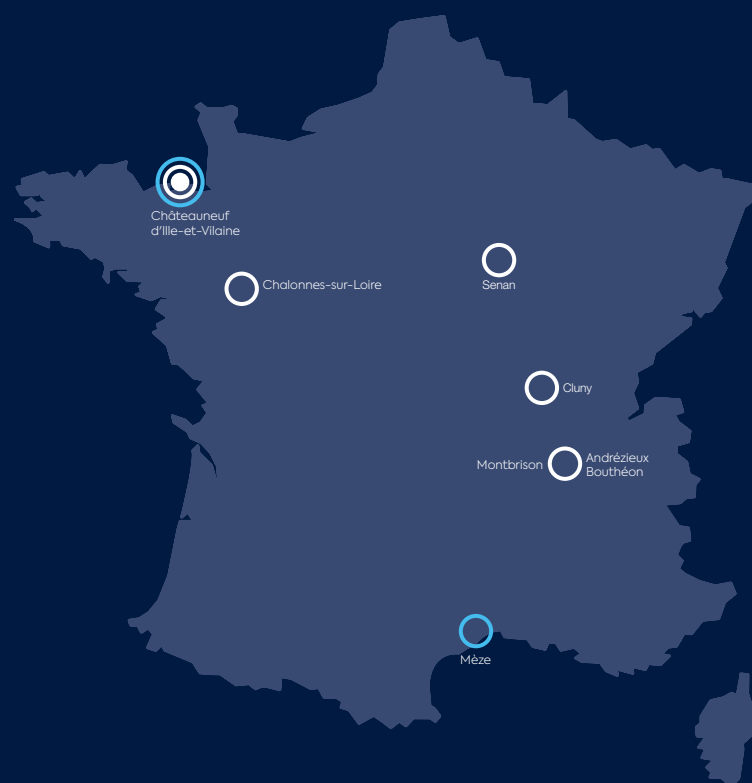 Châteauneuf
d'Ille-et-Vilaine
Chalonnes-sur-Loire
Senan
Cluny
Montbrison
Andrézieux
Bouthéon
Mèze